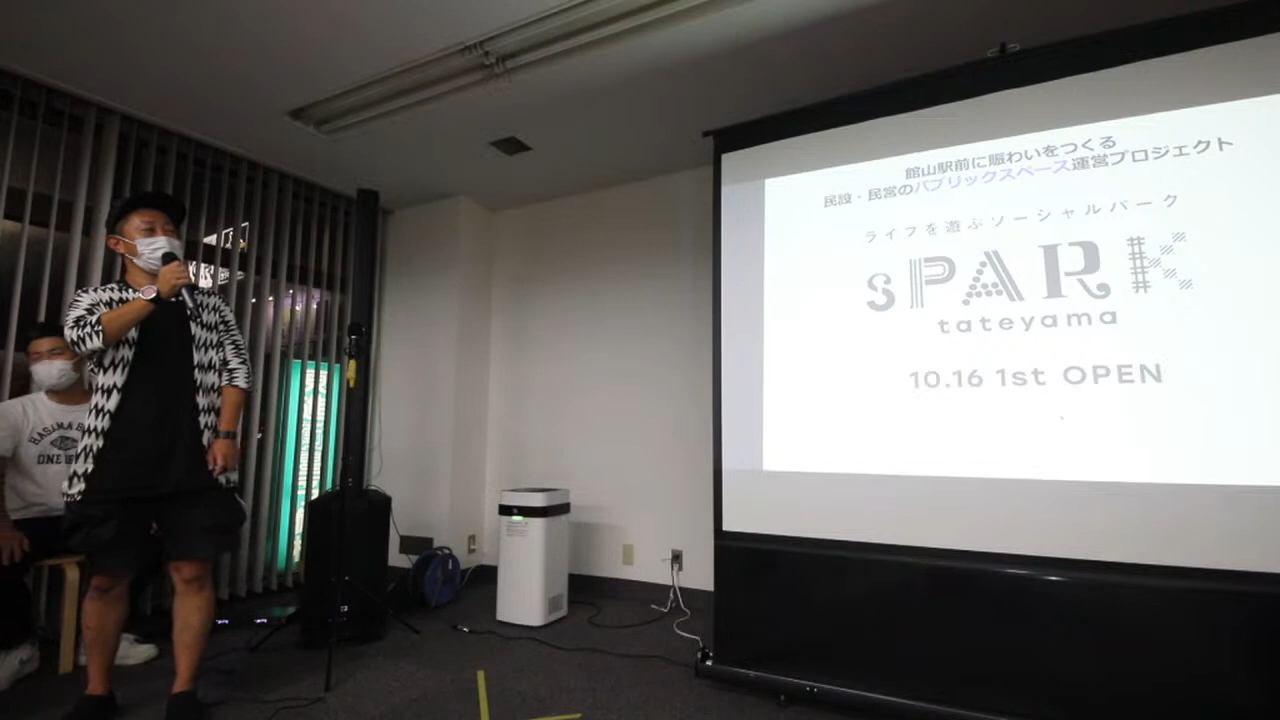 館山駅前に賑わいをつくる
民設・民営のパブリックスペース運営プロジェクト
ライフを遊ぶソーシャルパーク
SPARK
tateyama
10.16 1st OPEN